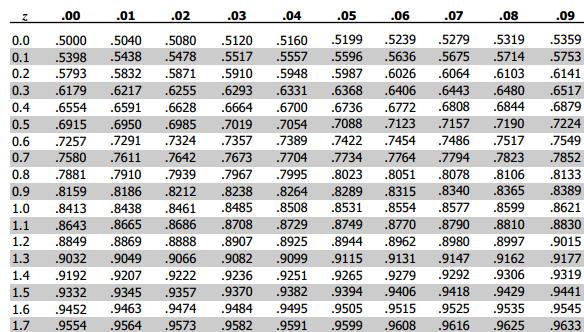 z .00 .01 .02 .03 .04 .05 .06 .07 .08 .09
0.0 .5000 .5040 .5080 .5120 .5160 .5199 .5239 .5279 .5319 .5359
0.1 .5398 .5438 .5478 .5517 .5557 .5596 .5636 .5675 .5714 .5753
0.2 .5793 .5832 .5871 .5910 .5948 .5987 .6026 .6064 .6103 .6141
0.3 .6179 .6217 .6255 .6293 .6331 .6368 .6406 .6443 .6480 .6517
0.4 .6554 .6591 .6628 .6664 .6700 .6736 .6772 .6808 .6844 .6879
0.5 .6915 .6950 .6985 .7019 .7054 .7088 .7123 .7157 .7190 .7224
0.6 .7257 .7291 .7324 .7357 .7389 .7422 .7454 .7486 .7517 .7549
0.7 .7580 .7611 .7642 .7673 .7704 .7734 .7764 .7794 .7823 .7852
0.8 .7881 .7910 .7939 .7967 .7995 .8023 .8051 .8078 .8106 .8133
0.9 .8159 .8186 .8212 .8238 .8264 .8289 .8315 .8340 .8365 .8389
1.0 .8413 .8438 .8461 .8485 .8508 .8531 .8554 .8577 .8599 .8621
1.1 .8643 .8665 .8686 .8708 .8729 .8749 .8770 .8790 .8810 .8830
1.2 .8849 .8869 .8888 .8907 .8925 .8944 .8962 .8980 .8997 .9015
1.3 .9032 .9049 .9066 .9082 .9099 .9115 .9131 .9147 .9162 .9177
1.4 .9192 .9207 .9222 .9236 .9251 .9265 .9279 .9292 .9306 .9319
1.5 .9332 .9345 .9357 .9370 .9382 .9394 .9406 .9418 .9429 .9441
1.6 .9452 .9463 .9474 .9484 .9495 .9505 .9515 .9525 .9535 .9545
1.7 .9554 .9564 .9573 .9582 .9591 .9599 .9608 .9616 .9625 .9633